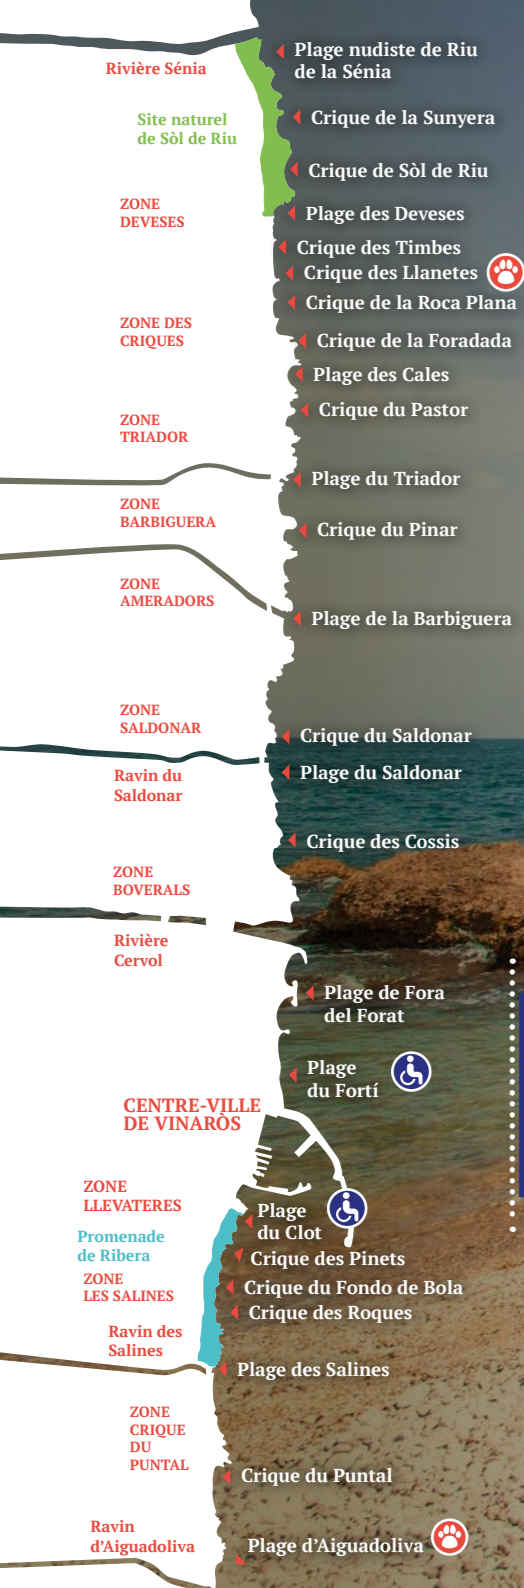 Plage nudiste de Riu
de la Sénia
Rivière Sénia
Crique de la Sunyera
Site naturel
de Sòl de Riu
Crique de Sòl de Riu
ZONE
DEVESES
Plage des Deveses
Crique des Timbes
Crique des Llanetes
Crique de la Roca Plana
ZONE DES
CRIQUES
Crique de la Foradada
Plage des Cales
Crique du Pastor
ZONE
TRIADOR
Plage du Triador
ZONE
BARBIGUERA
Crique du Pinar
ZONE
AMERADORS
Plage de la Barbiguera
ZONE
SALDONAR
Crique du Saldonar
Plage du Saldonar
Ravin du
Saldonar
Crique des Cossis
ZONE
BOVERALS
Rivière
Cervol
Plage de Fora
del Forat
Plage
du Fortí
CENTRE-VILLE
DE VINARÒS
ZONE
LLEVATERES
Plage
du Clot
Promenade
de Ribera
Crique des Pinets
ZONE
LES SALINES
Crique du Fondo de Bola
Crique des Roques
Ravin des
Salines
Plage des Salines
ZONE
CRIQUE
DU
PUNTAL
Crique du Puntal
Ravin
d'Aiguadoliva
Plage d'Aiguadoliva